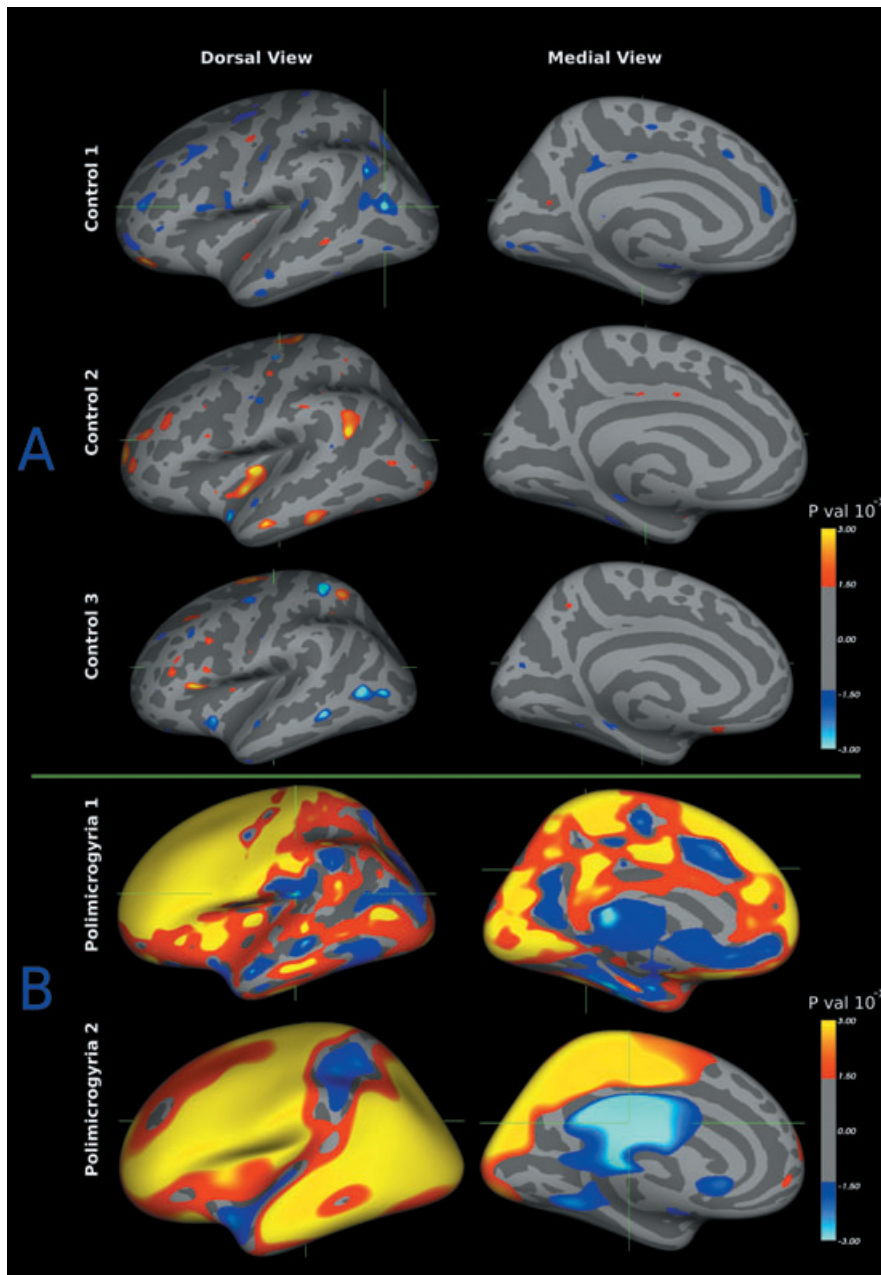 Dorsal View
Medial View
Control 1
A
Control 2
P val 10⁻
3.00
1.50
0.00
-1.50
-3.00
Control 3
Polimicrogyria 1
B
P val 10⁻
3.00
1.50
0.00
-1.50
-3.00
Polimicrogyria 2